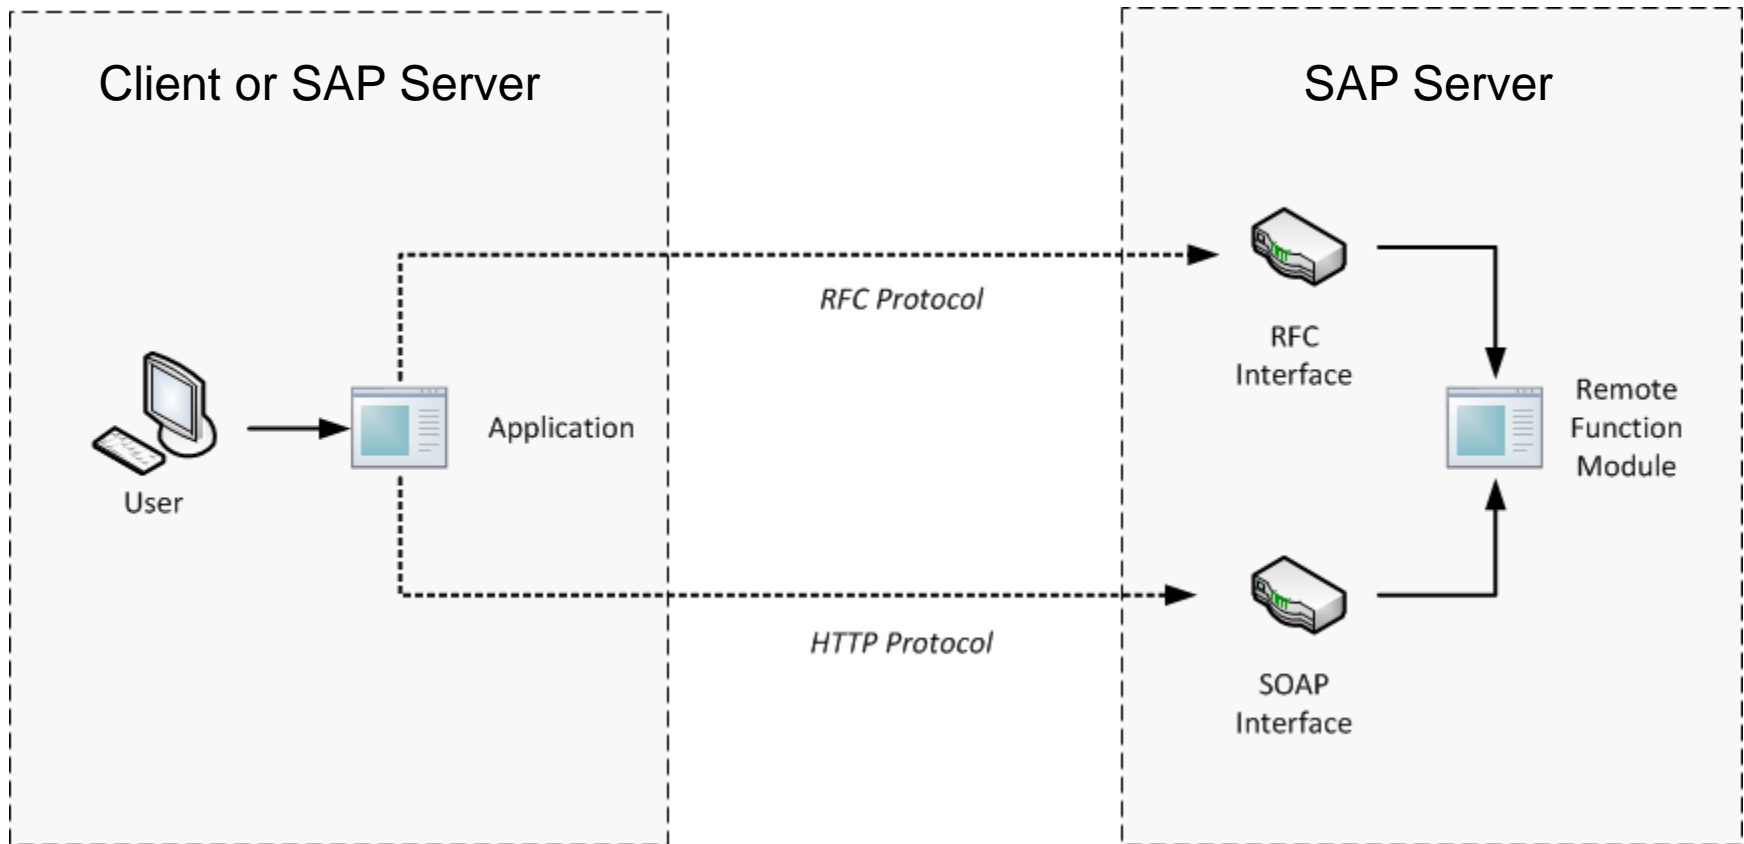 Client or SAP Server
SAP Server
RFC Protocol
RFC
Interface
Remote
Function
Module
Application
User
HTTP Protocol
SOAP
Interface